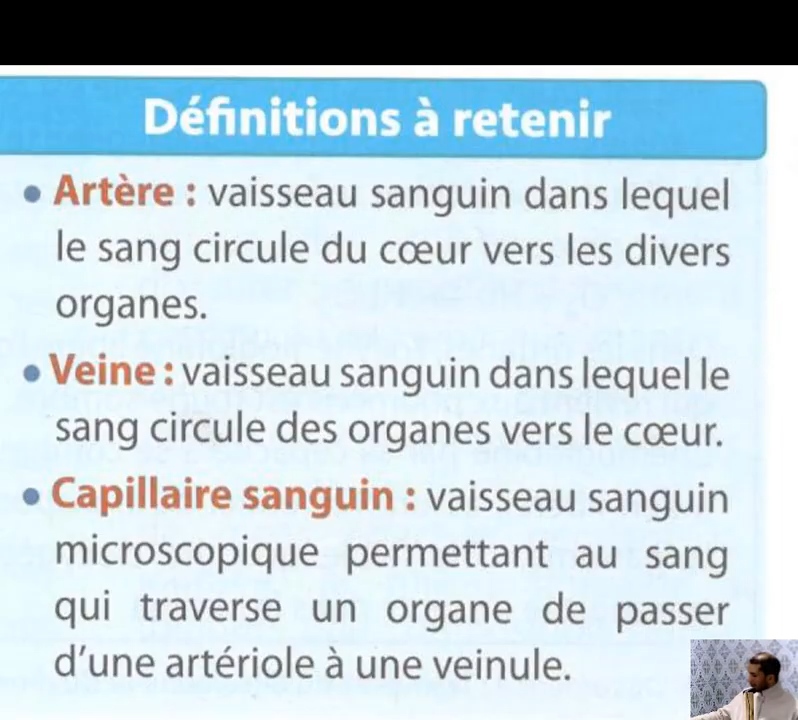 Définitions à retenir
• Artère : vaisseau sanguin dans lequel
le sang circule du cœur vers les divers
organes.
• Veine : vaisseau sanguin dans lequel le
sang circule des organes vers le cœur.
• Capillaire sanguin : vaisseau sanguin
microscopique permettant au sang
qui traverse un organe de passer
d'une artériole à une veinule.